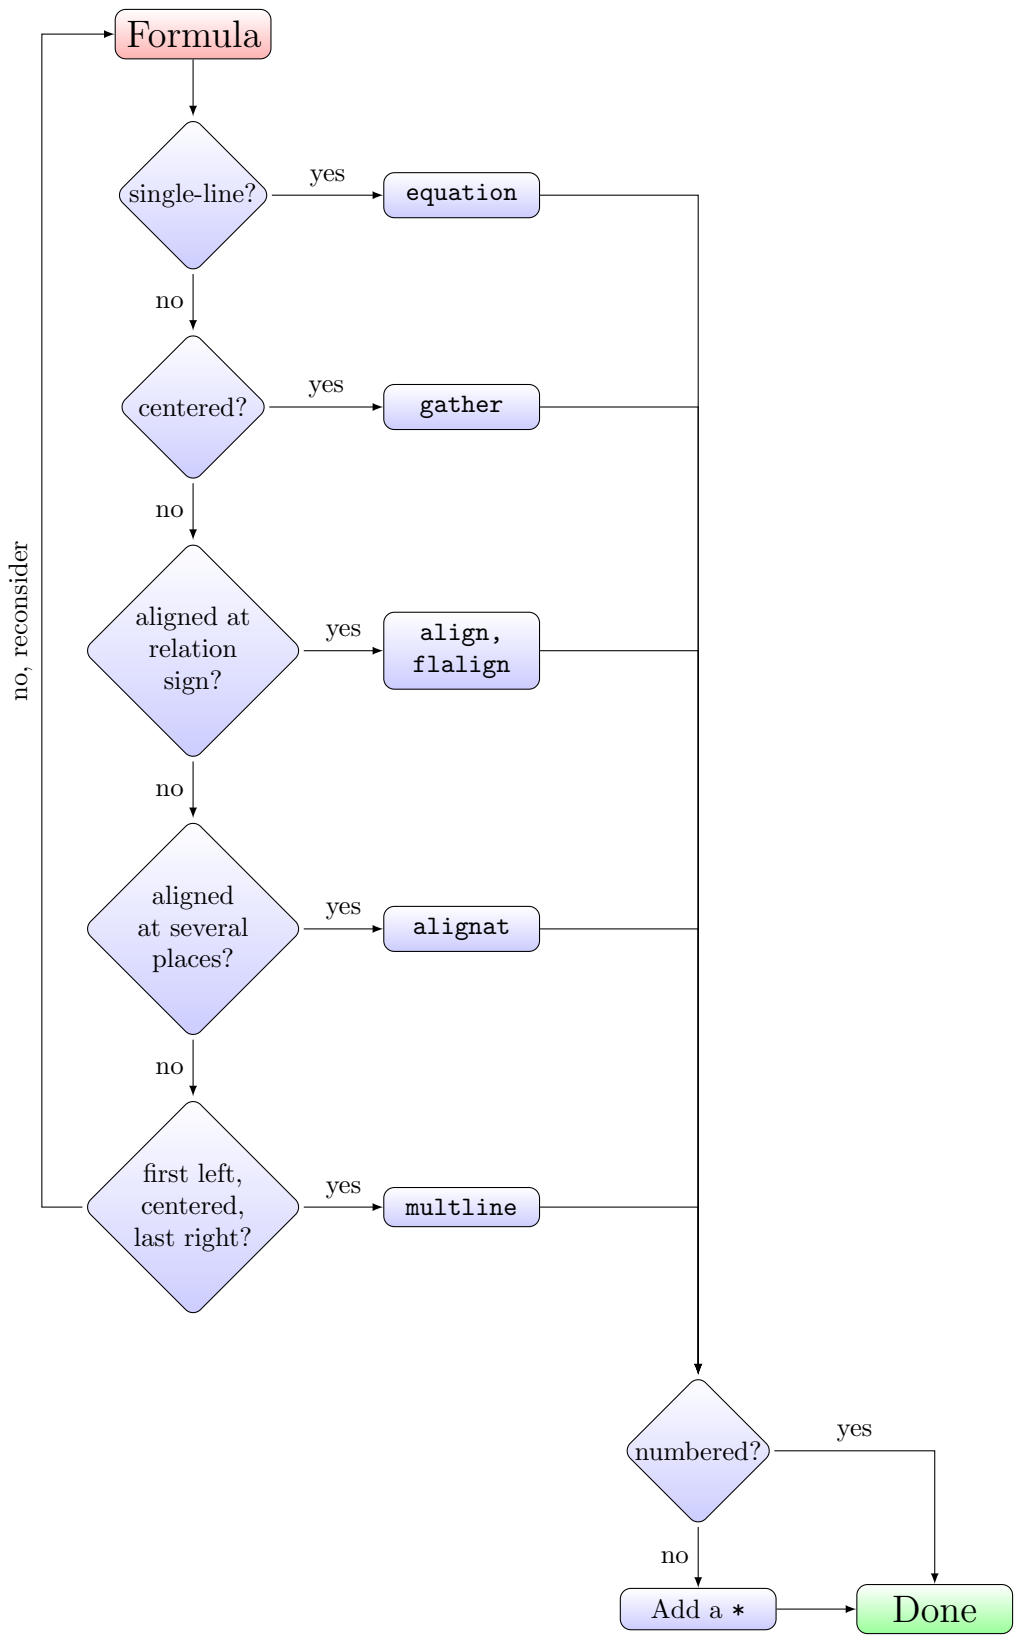 Formula
single-line?
yes
equation
no
centered?
yes
gather
no
no, reconsider
aligned at
relation
sign?
yes
align,
flalign
no
aligned
at several
places?
yes
alignat
no
first left,
centered,
last right?
yes
multline
numbered?
yes
no
Add a *
Done